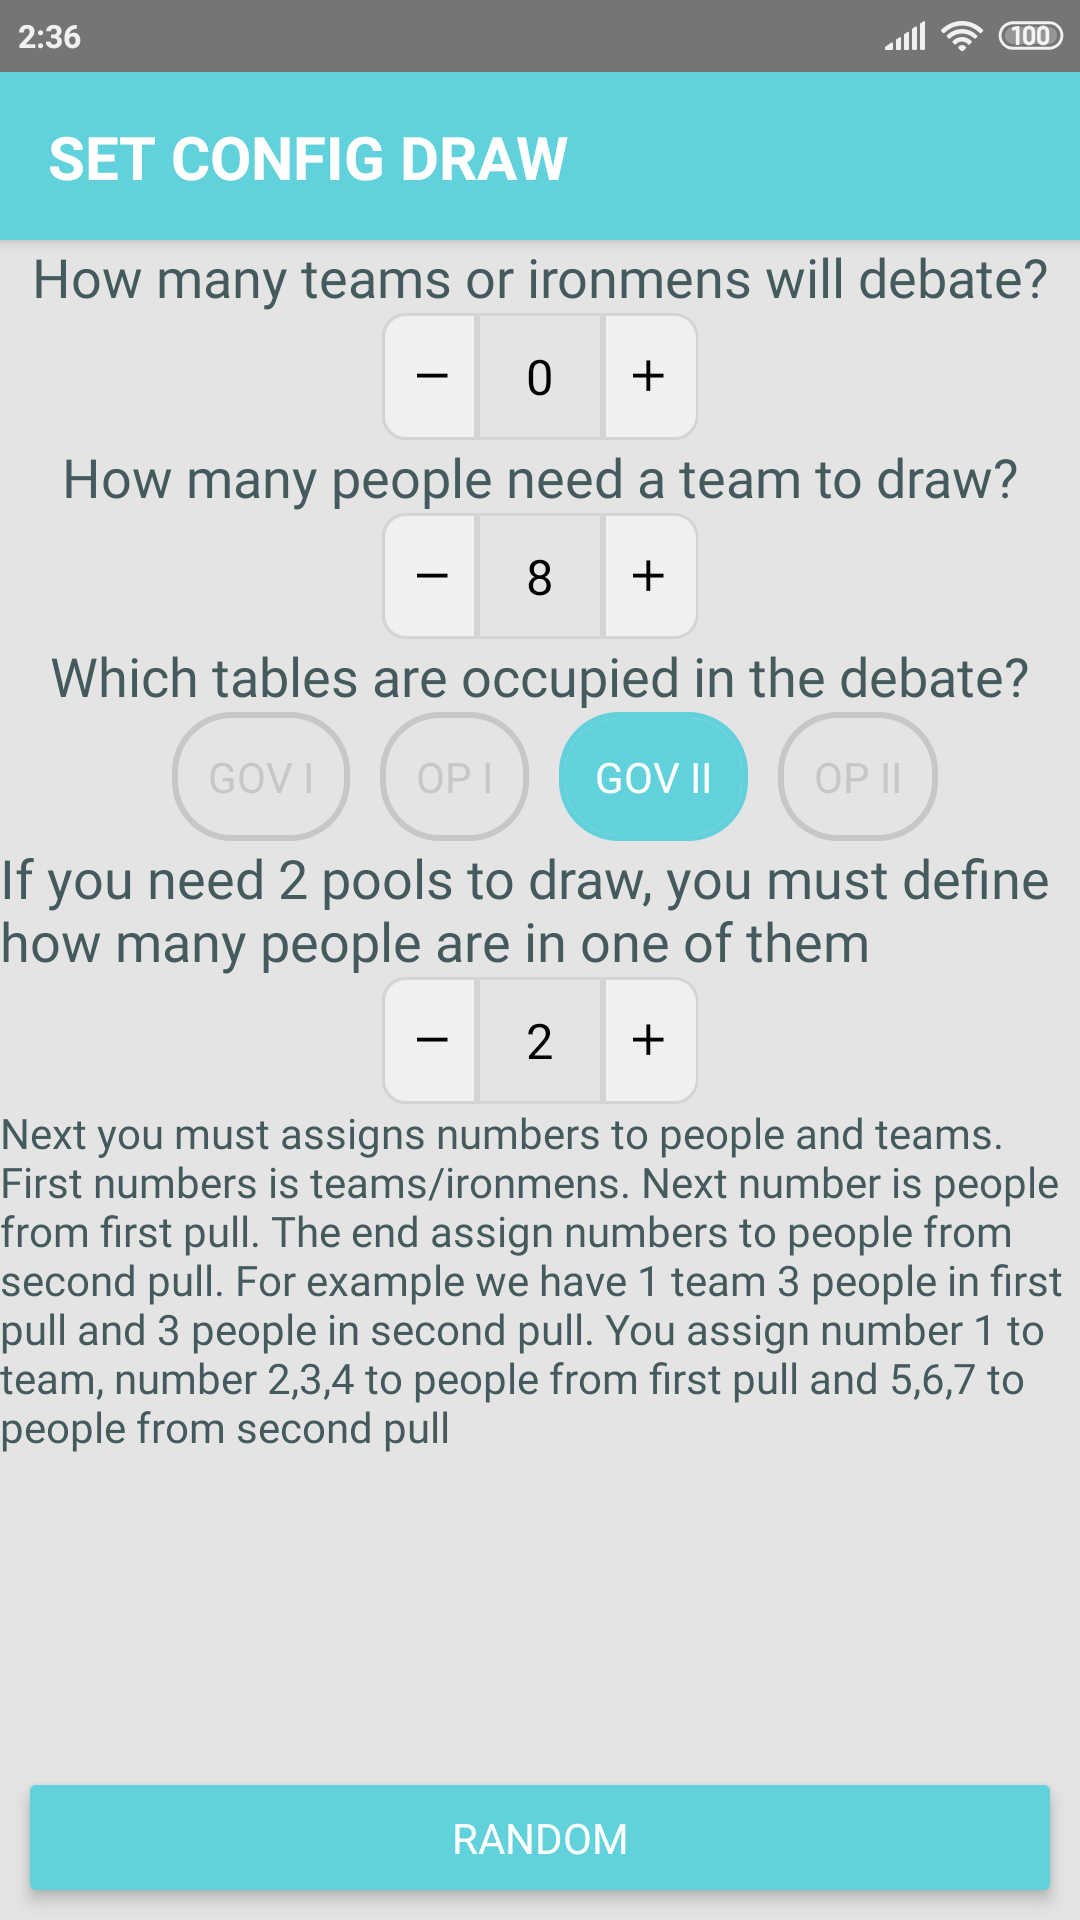 2:36
100
SET CONFIG DRAW
How many teams or ironmens will debate?
− 0 +
How many people need a team to draw?
− 8 +
Which tables are occupied in the debate?
GOV I OP I GOV II OP II
If you need 2 pools to draw, you must define
how many people are in one of them
− 2 +
Next you must assigns numbers to people and teams.
First numbers is teams/ironmens. Next number is people
from first pull. The end assign numbers to people from
second pull. For example we have 1 team 3 people in first
pull and 3 people in second pull. You assign number 1 to
team, number 2,3,4 to people from first pull and 5,6,7 to
people from second pull
RANDOM